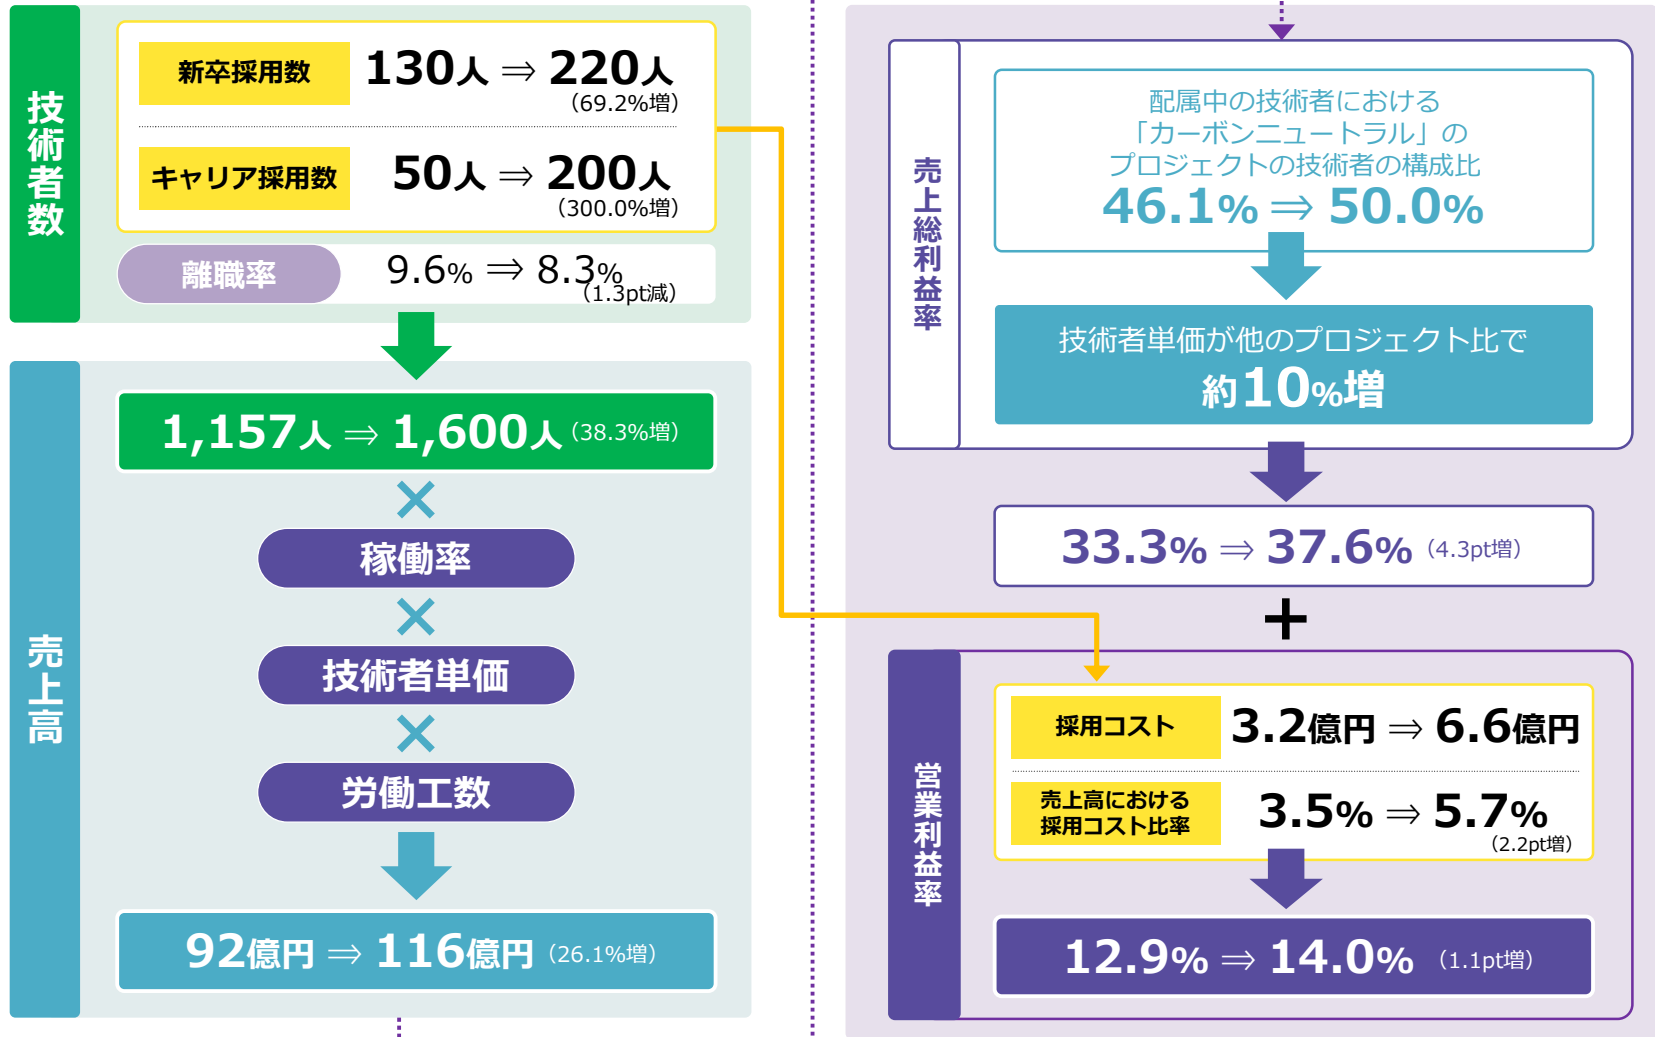 技術者数
新卒採用数
130人 ⇒ 220人
（69.2%増）
キャリア採用数
50人 ⇒ 200人
（300.0%増）
離職率
9.6% ⇒ 8.3%
（1.3pt減）
売上高
1,157人 ⇒ 1,600人（38.3%増）
×
稼働率
×
技術者単価
×
労働工数
92億円 ⇒ 116億円（26.1%増）
売上総利益率
配属中の技術者における
「カーボンニュートラル」の
プロジェクトの技術者の構成比
46.1% ⇒ 50.0%
技術者単価が他のプロジェクト比で
約10%増
33.3% ⇒ 37.6%（4.3pt増）
＋
営業利益率
採用コスト
3.2億円 ⇒ 6.6億円
売上高における
採用コスト比率
3.5% ⇒ 5.7%
（2.2pt増）
12.9% ⇒ 14.0%（1.1pt増）